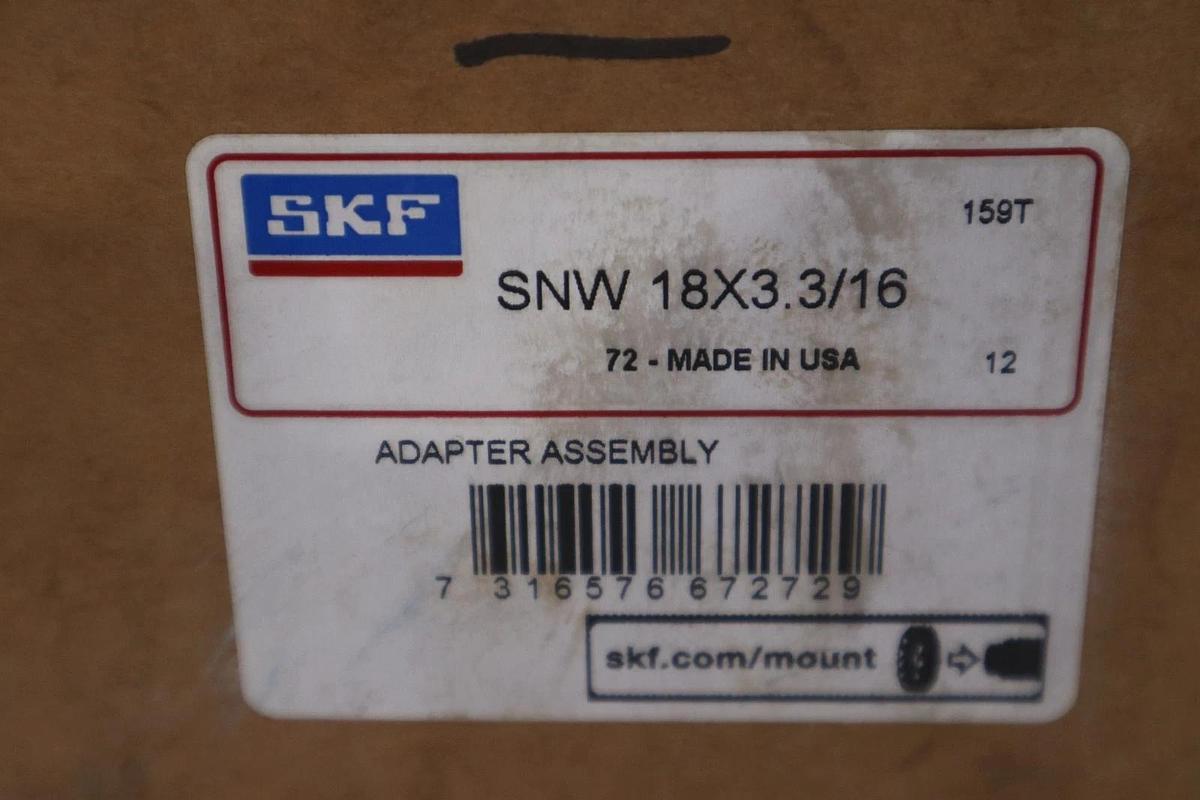 SKF
159T
SNW 18X3.3/16
72 - MADE IN USA
12
ADAPTER ASSEMBLY
7 316576 672729
skf.com/mount